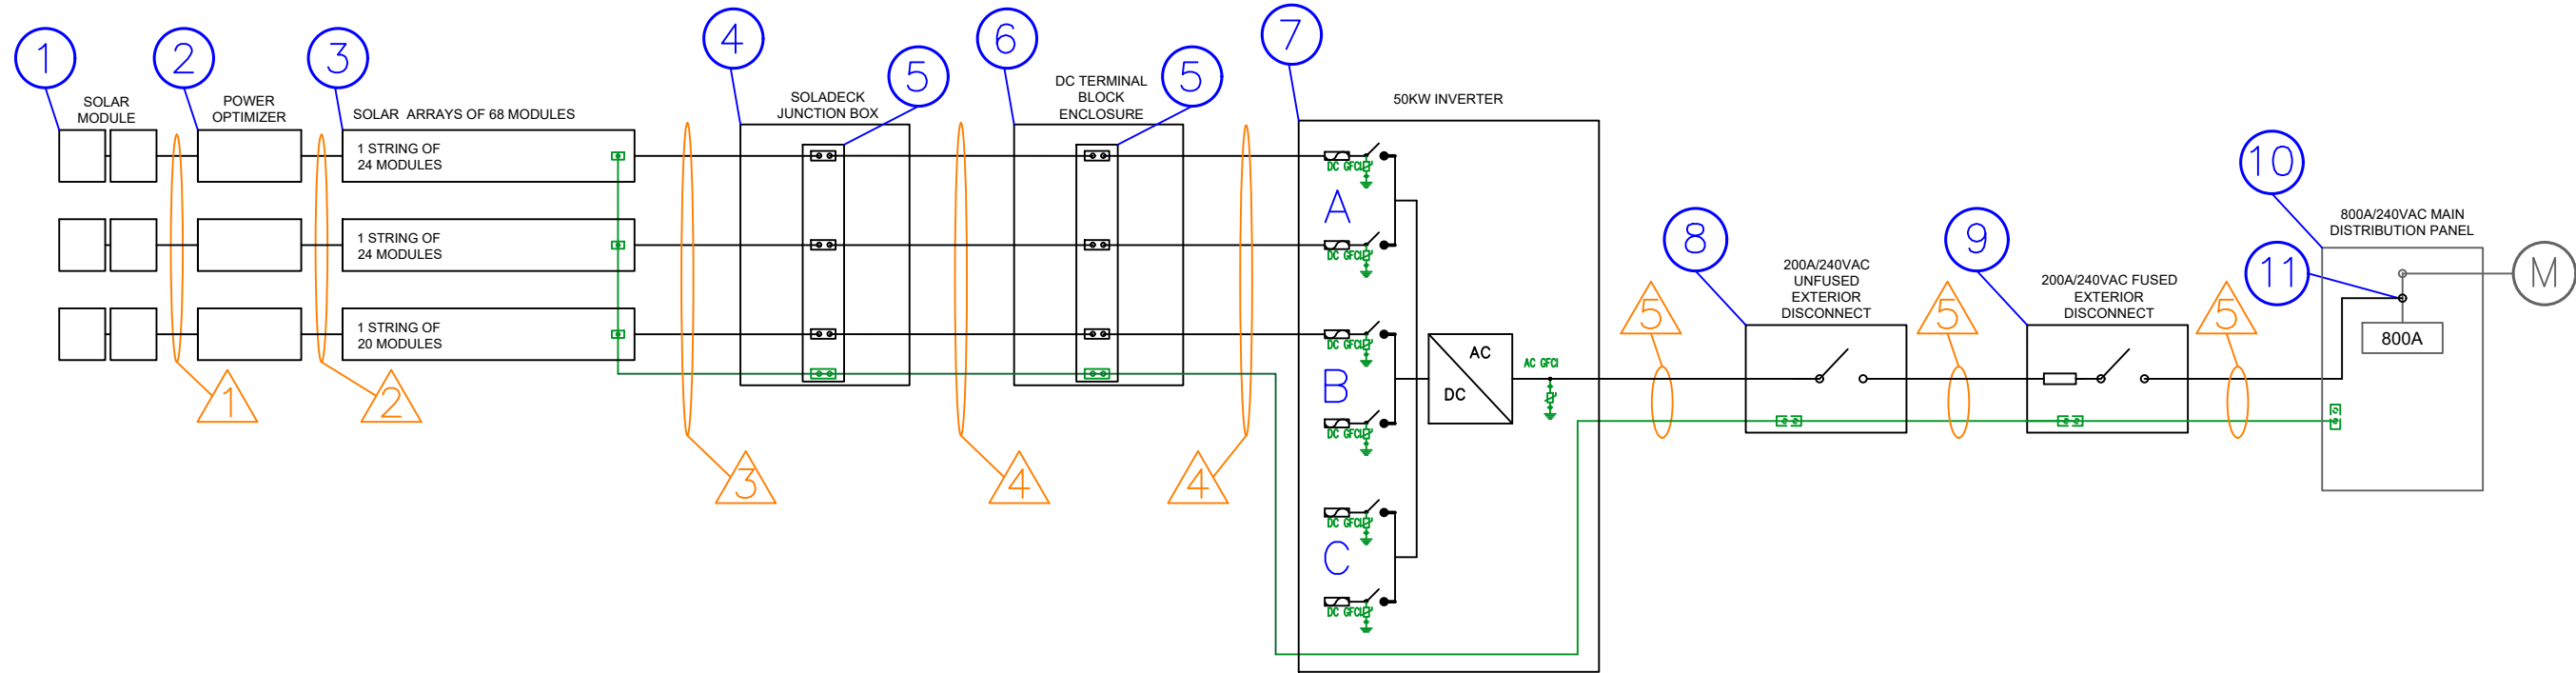 1
2
3
4
5
6
5
7
SOLAR
MODULE
POWER
OPTIMIZER
SOLAR ARRAYS OF 68 MODULES
SOLADECK
JUNCTION BOX
DC TERMINAL
BLOCK
ENCLOSURE
50KW INVERTER
1 STRING OF
24 MODULES
1 STRING OF
24 MODULES
1 STRING OF
20 MODULES
1
2
3
4
4
DC GFCI
A
DC GFCI
DC GFCI
B
DC GFCI
DC GFCI
C
DC GFCI
AC
DC
AC GFCI
5
8
200A/240VAC
UNFUSED
EXTERIOR
DISCONNECT
5
9
200A/240VAC FUSED
EXTERIOR
DISCONNECT
5
10
11
800A/240VAC MAIN
DISTRIBUTION PANEL
M
800A